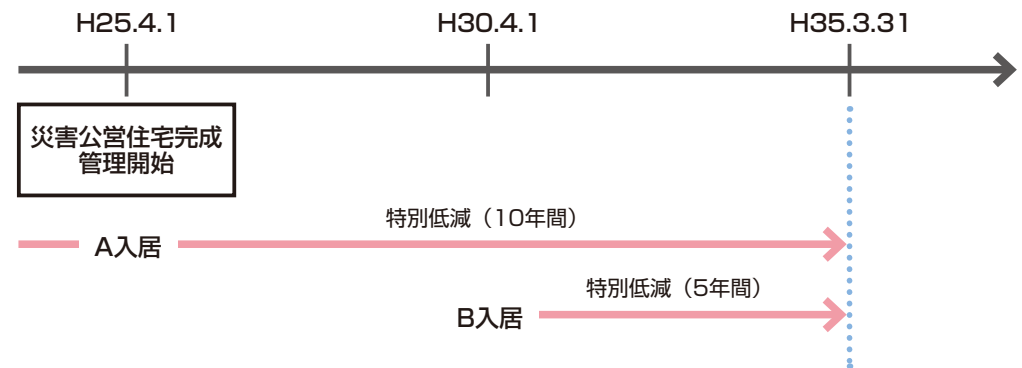 H25.4.1
H30.4.1
H35.3.31
災害公営住宅完成
管理開始
特別低減（10年間）
A入居
特別低減（5年間）
B入居